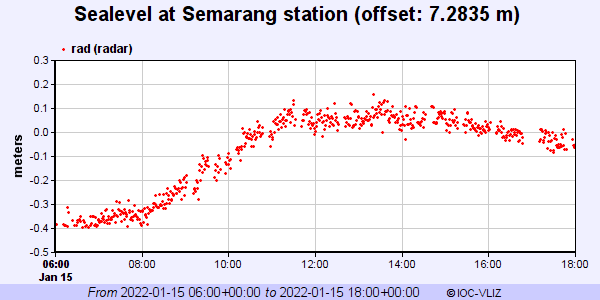 Sealevel at Semarang station (offset: 7.2835 m)
rad (radar)
0.3
0.2
0.1
0.0
-0.1
-0.2
-0.3
-0.4
-0.5
meters
06:00 08:00 10:00 12:00 14:00 16:00 18:00
Jan 15
From 2022-01-15 06:00+00:00 to 2022-01-15 18:00+00:00 © IOC-VLIZ